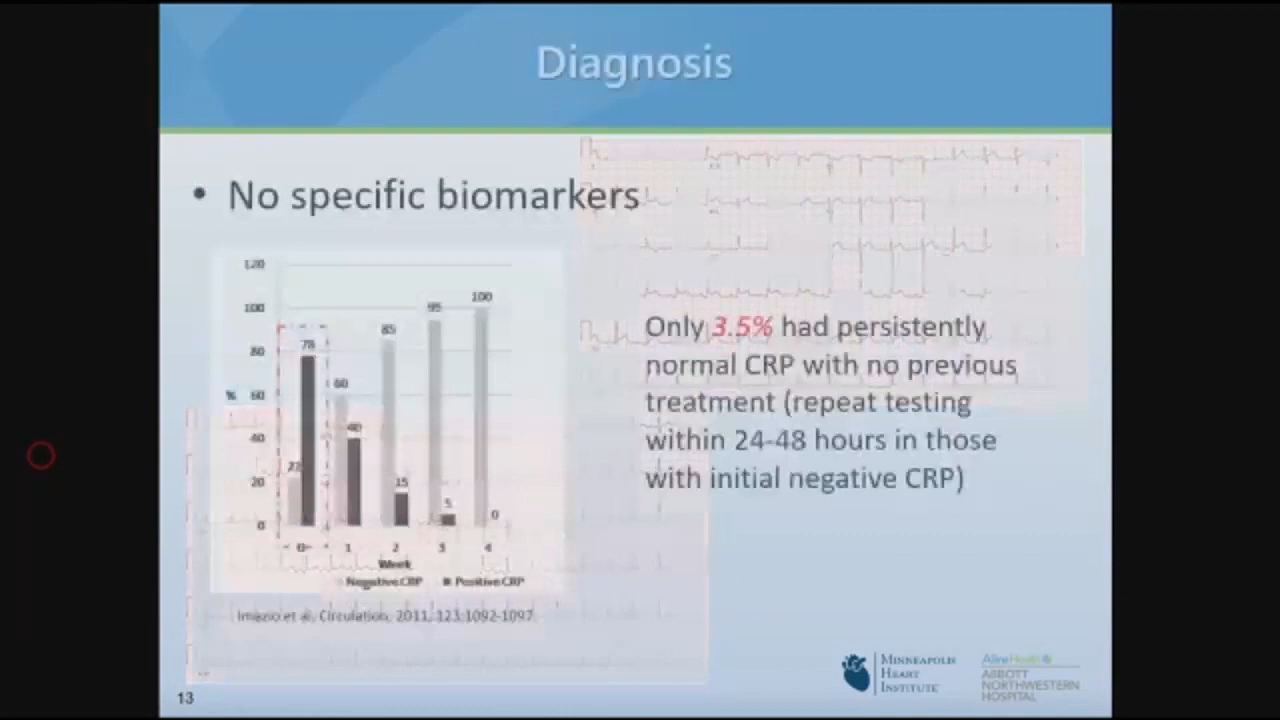 Diagnosis
• No specific biomarkers
120
100
80
% 60
40
20
0
78
60
40
85
15
95
5
100
0
0 1 2 3 4
Week
Negative CRP Positive CRP
Imazio et al, Circulation, 2011, 123:1092-1097
Only 3.5% had persistently
normal CRP with no previous
treatment (repeat testing
within 24-48 hours in those
with initial negative CRP)
MINNEAPOLIS
HEART
INSTITUTE
Allina Health
ABBOTT
NORTHWESTERN
HOSPITAL
13